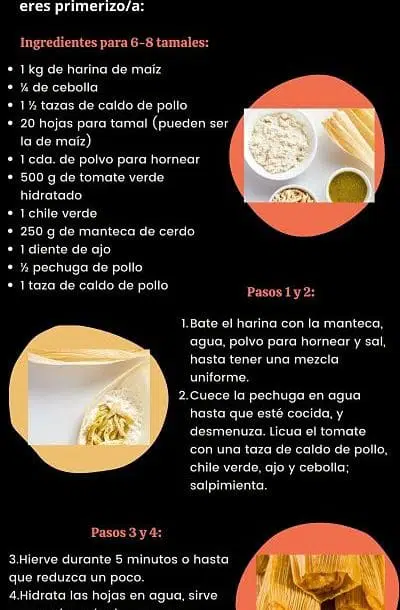 eres primerizo/a:
Ingredientes para 6-8 tamales:
• 1 kg de harina de maíz
• ¼ de cebolla
• 1 ½ tazas de caldo de pollo
• 20 hojas para tamal (pueden ser
la de maíz)
• 1 cda. de polvo para hornear
• 500 g de tomate verde
hidratado
• 1 chile verde
• 250 g de manteca de cerdo
• 1 diente de ajo
• ½ pechuga de pollo
• 1 taza de caldo de pollo
Pasos 1 y 2:
1.Bate el harina con la manteca,
agua, polvo para hornear y sal,
hasta tener una mezcla
uniforme.
2.Cuece la pechuga en agua
hasta que esté cocida, y
desmenuza. Licua el tomate
con una taza de caldo de pollo,
chile verde, ajo y cebolla;
salpimienta.
Pasos 3 y 4:
3.Hierve durante 5 minutos o hasta
que reduzca un poco.
4.Hidrata las hojas en agua, sirve